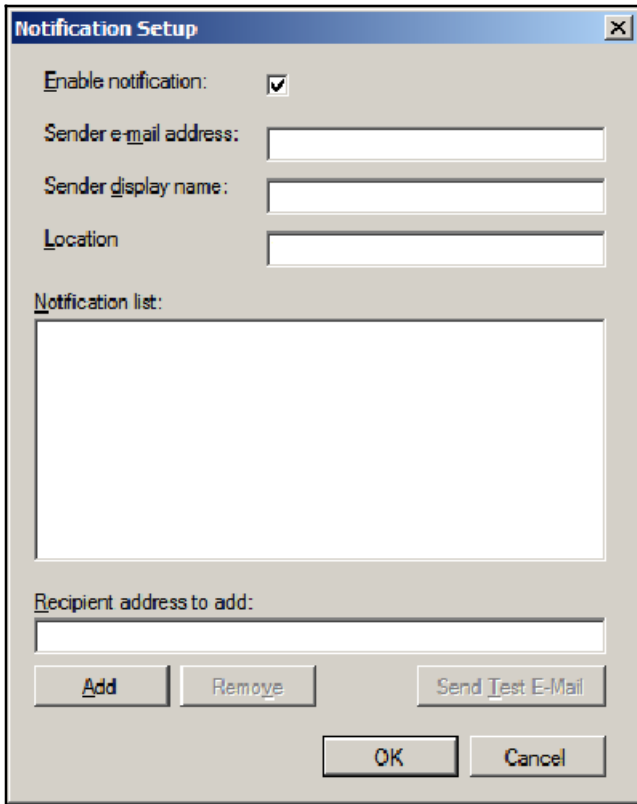 Notification Setup
Enable notification:
Sender e-mail address:
Sender display name:
Location
Notification list:
Recipient address to add:
Add Remove Send Test E-Mail
OK Cancel